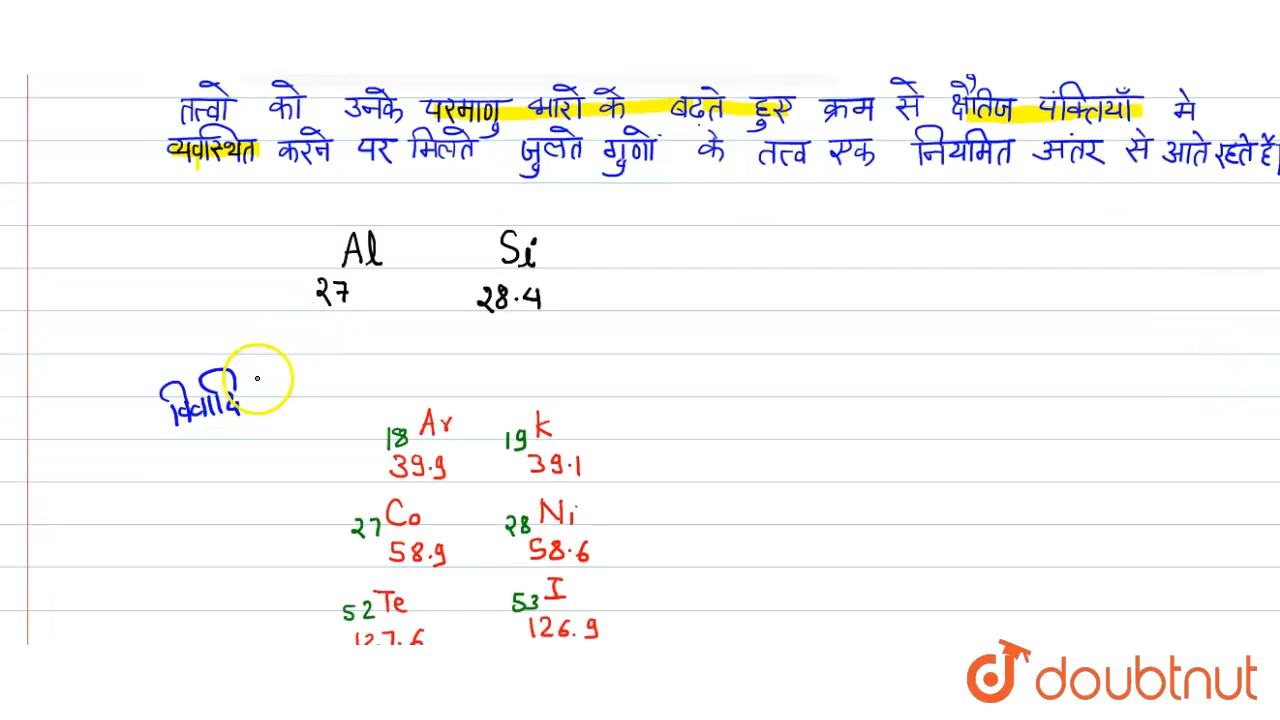 तत्त्वो को उनके परमाणु भारो के बढ़ते हुए क्रम से क्षैतिज पंक्तियाँ मे
व्यवस्थित करने पर मिलते जुलते गुणों के तत्त्व एक नियमित अंतर से आते रहते हैं।
Al Si
27 28.4
विवादि
18 Ar 19 K
39.9 39.1
27 Co 28 Ni
58.9 58.6
52 Te 53 I
127.6 126.9
doubtnut